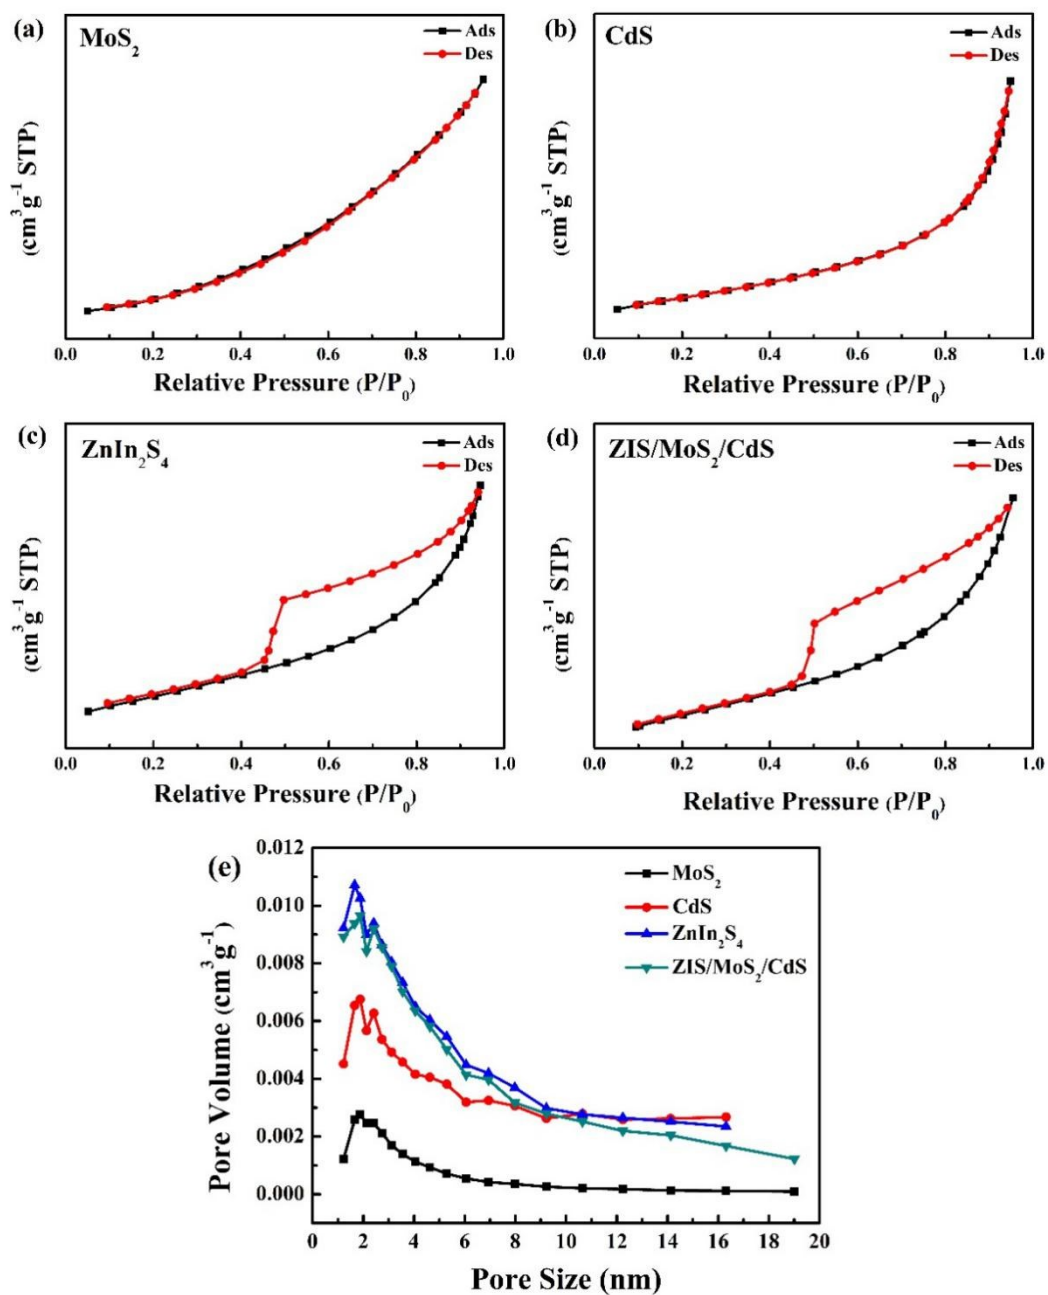 (a)
MoS₂
Ads
Des
(cm³g⁻¹ STP)
0.0 0.2 0.4 0.6 0.8 1.0
Relative Pressure (P/P₀)
(b)
CdS
Ads
Des
(cm³g⁻¹ STP)
0.0 0.2 0.4 0.6 0.8 1.0
Relative Pressure (P/P₀)
(c)
ZnIn₂S₄
Ads
Des
(cm³g⁻¹ STP)
0.0 0.2 0.4 0.6 0.8 1.0
Relative Pressure (P/P₀)
(d)
ZIS/MoS₂/CdS
Ads
Des
(cm³g⁻¹ STP)
0.0 0.2 0.4 0.6 0.8 1.0
Relative Pressure (P/P₀)
(e)
MoS₂
CdS
ZnIn₂S₄
ZIS/MoS₂/CdS
Pore Volume (cm³g⁻¹)
0.012
0.010
0.008
0.006
0.004
0.002
0.000
0 2 4 6 8 10 12 14 16 18 20
Pore Size (nm)